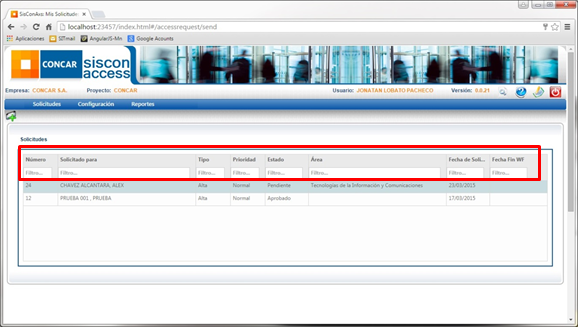 SisConAxs: Mis Solicitude
localhost:23457/index.html#/accessrequest/send
Aplicaciones SITmail AngularJS-Mn Google Acounts
CONCAR siscon access
Empresa: CONCAR S.A. Proyecto: CONCAR Usuario: JONATAN LOBATO PACHECO Versión: 0.0.21
Solicitudes Configuración Reportes
Solicitudes
Número Solicitado para Tipo Prioridad Estado Área Fecha de Soli... Fecha Fin WF
Filtro... Filtro... Filtro... Filtro... Filtro... Filtro... Filtro... Filtro...
24 CHAVEZ ALCANTARA, ALEX Alta Normal Pendiente Tecnologías de la Información y Comunicaciones 23/03/2015
12 PRUEBA 001 , PRUEBA Alta Normal Aprobado 17/03/2015